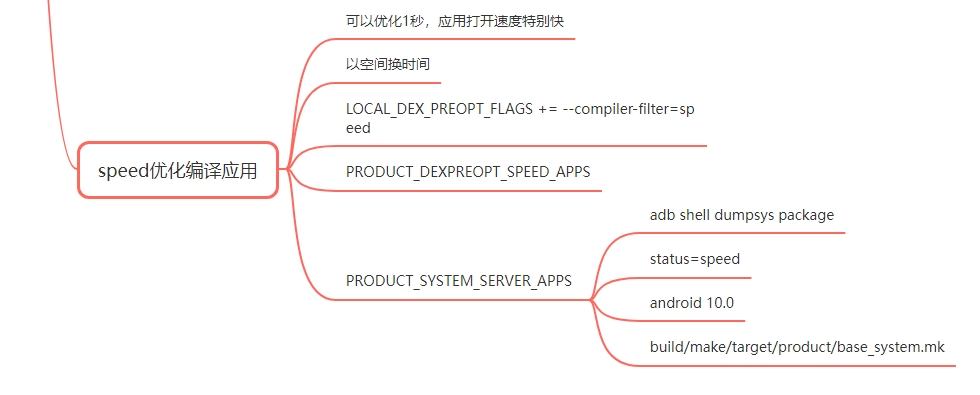 可以优化1秒，应用打开速度特别快
以空间换时间
LOCAL_DEX_PREOPT_FLAGS += --compiler-filter=sp
eed
speed优化编译应用
PRODUCT_DEXPREOPT_SPEED_APPS
PRODUCT_SYSTEM_SERVER_APPS
adb shell dumpsys package
status=speed
android 10.0
build/make/target/product/base_system.mk